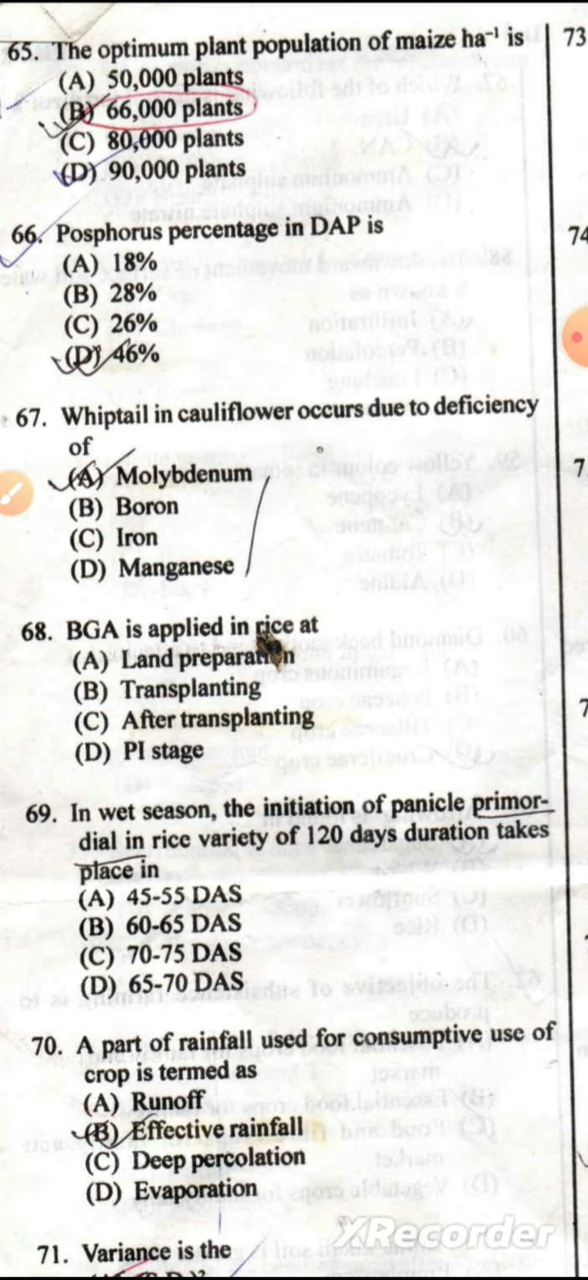 65. The optimum plant population of maize ha⁻¹ is
(A) 50,000 plants
(B) 66,000 plants
(C) 80,000 plants
(D) 90,000 plants
66. Posphorus percentage in DAP is
(A) 18%
(B) 28%
(C) 26%
(D) 46%
67. Whiptail in cauliflower occurs due to deficiency
of
(A) Molybdenum
(B) Boron
(C) Iron
(D) Manganese
68. BGA is applied in rice at
(A) Land preparation
(B) Transplanting
(C) After transplanting
(D) PI stage
69. In wet season, the initiation of panicle primor-
dial in rice variety of 120 days duration takes
place in
(A) 45-55 DAS
(B) 60-65 DAS
(C) 70-75 DAS
(D) 65-70 DAS
70. A part of rainfall used for consumptive use of
crop is termed as
(A) Runoff
(B) Effective rainfall
(C) Deep percolation
(D) Evaporation
71. Variance is the
73
74
7
7
XRecorder